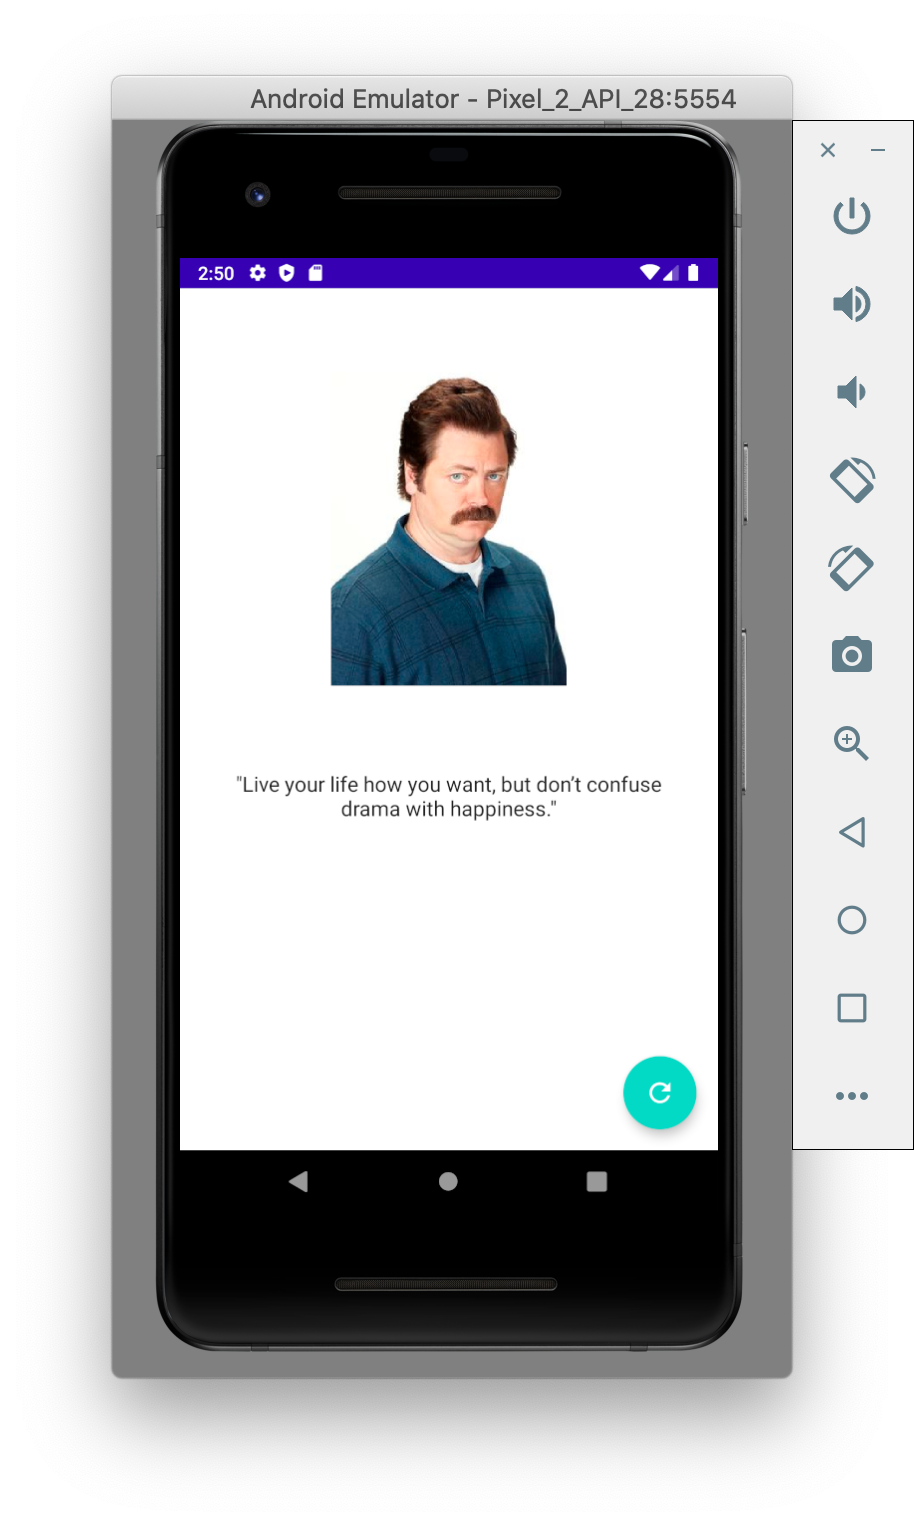 Android Emulator - Pixel_2_API_28:5554
2:50
"Live your life how you want, but don’t confuse
drama with happiness."